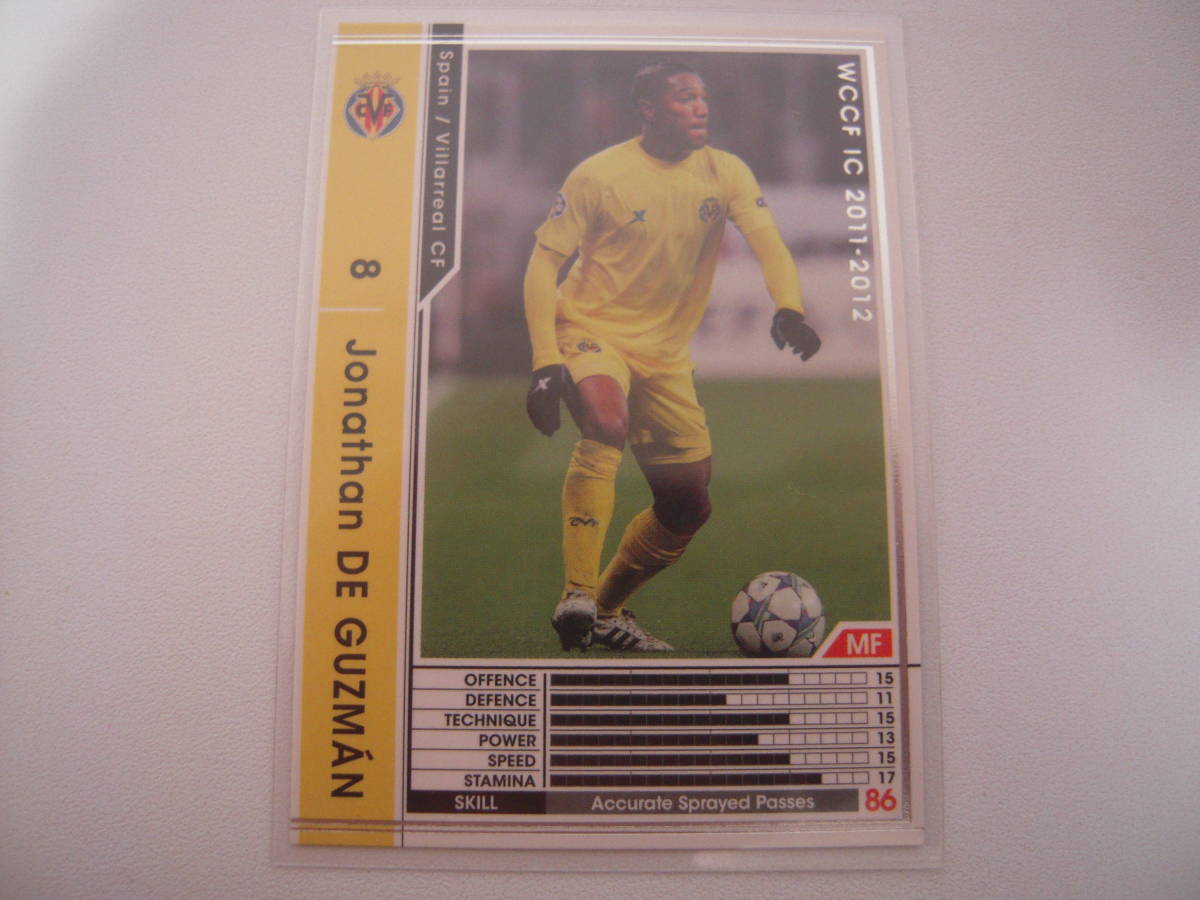 WCCF IC 2011-2012
Spain / Villarreal CF
8
Jonathan DE GUZMÁN
MF
OFFENCE 15
DEFENCE 11
TECHNIQUE 15
POWER 13
SPEED 15
STAMINA 17
SKILL Accurate Sprayed Passes 86